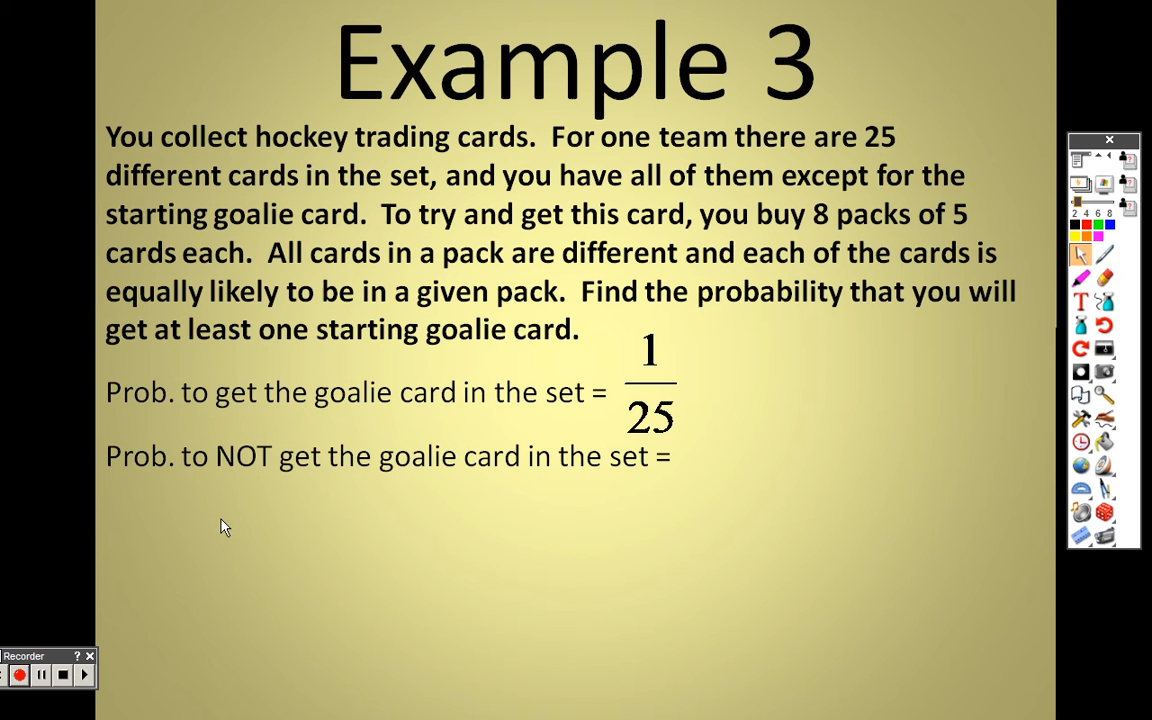 Example 3
You collect hockey trading cards.  For one team there are 25
different cards in the set, and you have all of them except for the
starting goalie card.  To try and get this card, you buy 8 packs of 5
cards each.  All cards in a pack are different and each of the cards is
equally likely to be in a given pack.  Find the probability that you will
get at least one starting goalie card.
Prob. to get the goalie card in the set = 1/25
Prob. to NOT get the goalie card in the set =
2 4 6 8
T
Recorder ?